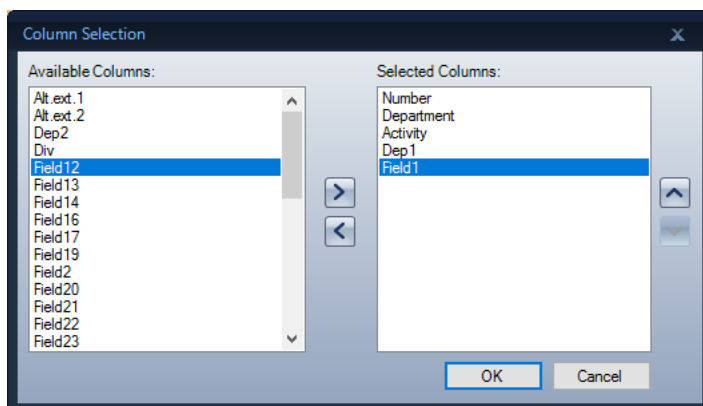 Column Selection
x
Available Columns:
Alt.ext.1
Alt.ext.2
Dep2
Div
Field12
Field13
Field14
Field16
Field17
Field19
Field2
Field20
Field21
Field22
Field23
Selected Columns:
Number
Department
Activity
Dep1
Field1
OK
Cancel